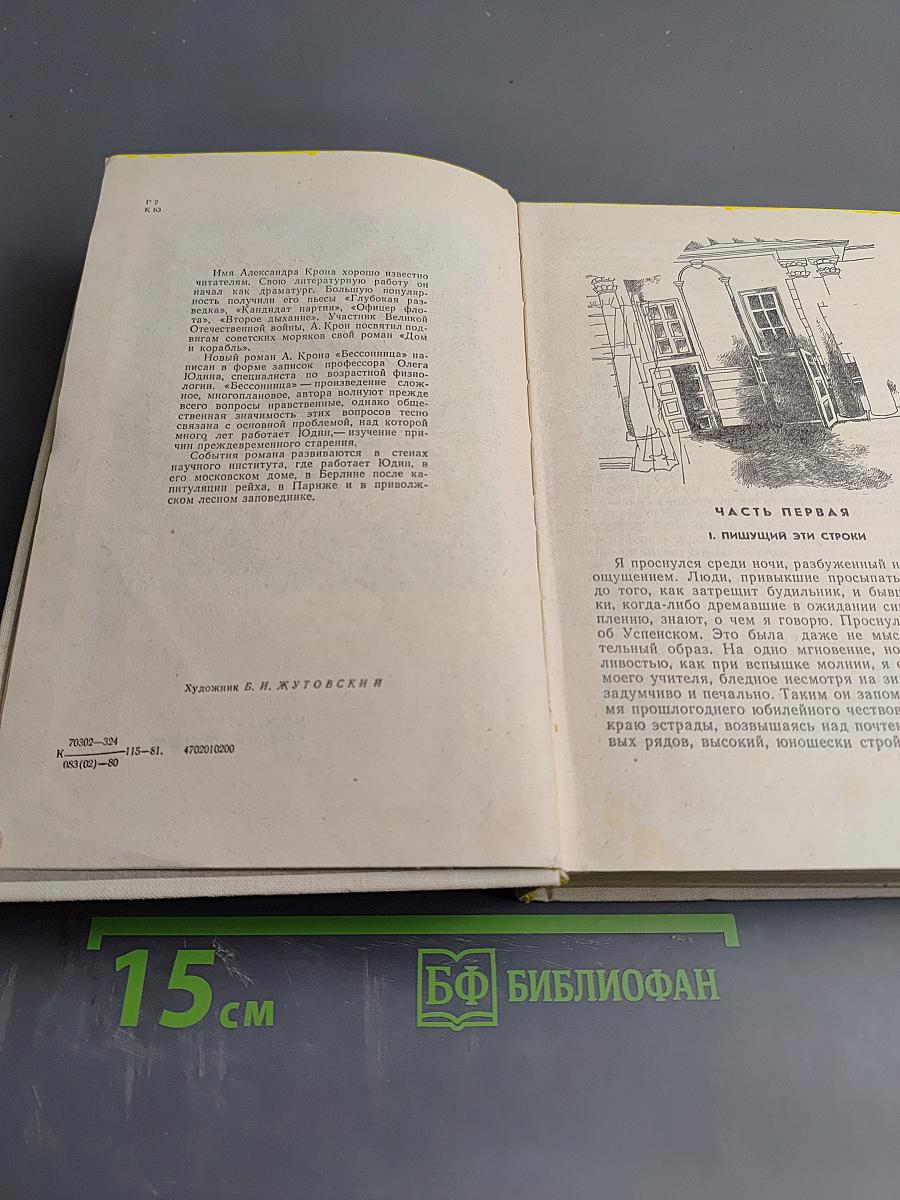 Р 2
К 83
Имя Александра Крона хорошо известно
читателям. Свою литературную работу он
начал как драматург. Большую популяр-
ность получили его пьесы «Глубокая раз-
ведка», «Кандидат партии», «Офицер фло-
та», «Второе дыхание». Участник Великой
Отечественной войны, А. Крон посвятил под-
вигам советских моряков свой роман «Дом
и корабль».
Новый роман А. Крона «Бессонница» на-
писан в форме записок профессора Олега
Юдина, специалиста по возрастной физио-
логии. «Бессонница» — произведение слож-
ное, многоплановое, автора волнуют прежде
всего вопросы нравственные, однако обще-
ственная значимость этих вопросов тесно
связана с основной проблемой, над которой
много лет работает Юдин,— изучение при-
чин преждевременного старения.
События романа развиваются в стенах
научного института, где работает Юдин, в
его московском доме, в Берлине после ка-
питуляции рейха, в Париже и в приволж-
ском лесном заповеднике.
Художник Б. И. ЖУТОВСКИЙ
70302—324
К 115—81. 4702010200
083(02)—80
ЧАСТЬ ПЕРВАЯ
I. ПИШУЩИЙ ЭТИ СТРОКИ
Я проснулся среди ночи, разбуженный н
ощущением. Люди, привыкшие просыпать
до того, как затрещит будильник, и бывш
ки, когда-либо дремавшие в ожидании си
плению, знают, о чем я говорю. Проснул
об Успенском. Это была даже не мыс
тельный образ. На одно мгновение, но
ливостью, как при вспышке молнии, я
моего учителя, бледное несмотря на зи
задумчиво и печально. Таким он запом
мя прошлогоднего юбилейного чествов
краю эстрады, возвышаясь над почтен
вых рядов, высокий, юношески строй
15 см
БФ БИБЛИОФАН